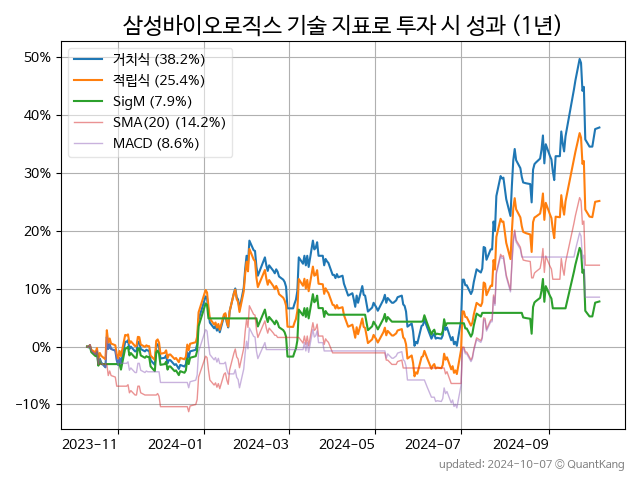 삼성바이오로직스 기술 지표로 투자 시 성과 (1년)
거치식 (38.2%)
적립식 (25.4%)
SigM (7.9%)
SMA(20) (14.2%)
MACD (8.6%)
50%
40%
30%
20%
10%
0%
−10%
2023-11 2024-01 2024-03 2024-05 2024-07 2024-09
updated: 2024-10-07 © QuantKang